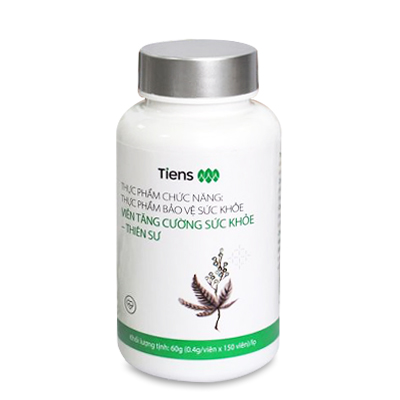 Tiens
THỰC PHẨM CHỨC NĂNG:
THỰC PHẨM BẢO VỆ SỨC KHỎE
VIÊN TĂNG CƯỜNG SỨC KHỎE
- THIÊN SƯ
Khối lượng tịnh: 60g (0.4g/viên x 150 viên)/lọ